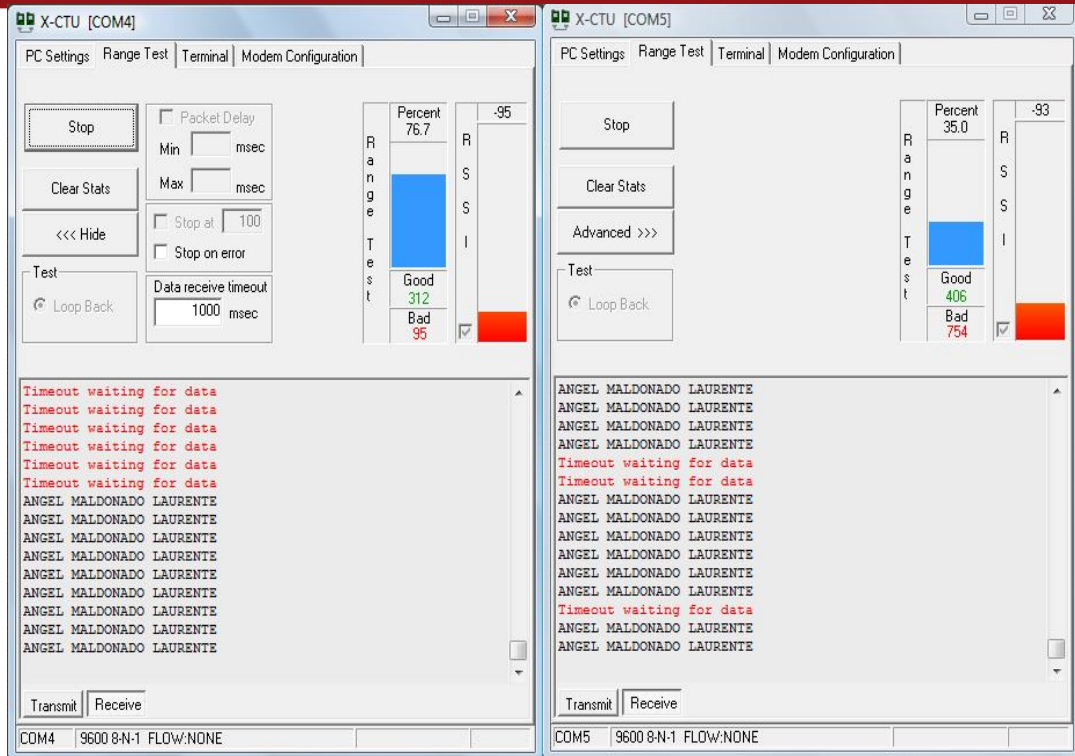 X-CTU [COM4]
PC Settings Range Test Terminal Modem Configuration
Stop
Packet Delay
Min msec
Max msec
Clear Stats
<<< Hide
Stop at 100
Stop on error
Test
Loop Back
Data receive timeout
1000 msec
Range Test
Percent
76.7
Good
312
Bad
95
RSSI
-95
Timeout waiting for data
Timeout waiting for data
Timeout waiting for data
Timeout waiting for data
Timeout waiting for data
Timeout waiting for data
ANGEL MALDONADO LAURENTE
ANGEL MALDONADO LAURENTE
ANGEL MALDONADO LAURENTE
ANGEL MALDONADO LAURENTE
ANGEL MALDONADO LAURENTE
ANGEL MALDONADO LAURENTE
ANGEL MALDONADO LAURENTE
ANGEL MALDONADO LAURENTE
ANGEL MALDONADO LAURENTE
Transmit Receive
COM4 9600 8-N-1 FLOW:NONE
X-CTU [COM5]
PC Settings Range Test Terminal Modem Configuration
Stop
Clear Stats
Advanced >>>
Test
Loop Back
Range Test
Percent
35.0
Good
406
Bad
754
RSSI
-93
ANGEL MALDONADO LAURENTE
ANGEL MALDONADO LAURENTE
ANGEL MALDONADO LAURENTE
ANGEL MALDONADO LAURENTE
Timeout waiting for data
Timeout waiting for data
ANGEL MALDONADO LAURENTE
ANGEL MALDONADO LAURENTE
ANGEL MALDONADO LAURENTE
ANGEL MALDONADO LAURENTE
ANGEL MALDONADO LAURENTE
ANGEL MALDONADO LAURENTE
Timeout waiting for data
ANGEL MALDONADO LAURENTE
ANGEL MALDONADO LAURENTE
Transmit Receive
COM5 9600 8-N-1 FLOW:NONE